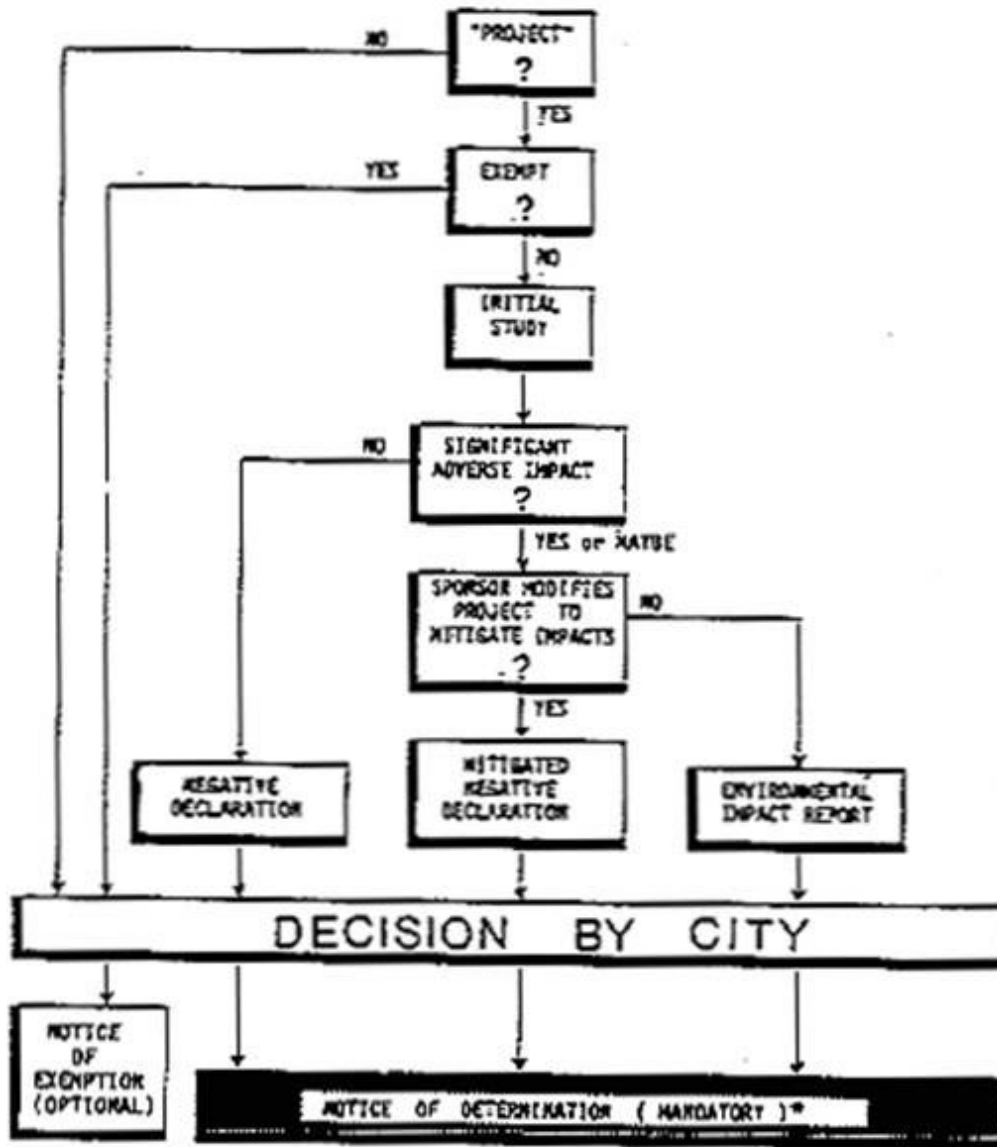 "PROJECT"
?
NO
YES
EXEMPT
?
YES
NO
INITIAL
STUDY
SIGNIFICANT
ADVERSE IMPACT
?
NO
YES or MAYBE
SPONSOR MODIFIES
PROJECT TO
MITIGATE IMPACTS
?
NO
YES
NEGATIVE
DECLARATION
MITIGATED
NEGATIVE
DECLARATION
ENVIRONMENTAL
IMPACT REPORT
DECISION BY CITY
NOTICE
OF
EXEMPTION
(OPTIONAL)
NOTICE OF DETERMINATION (MANDATORY)*